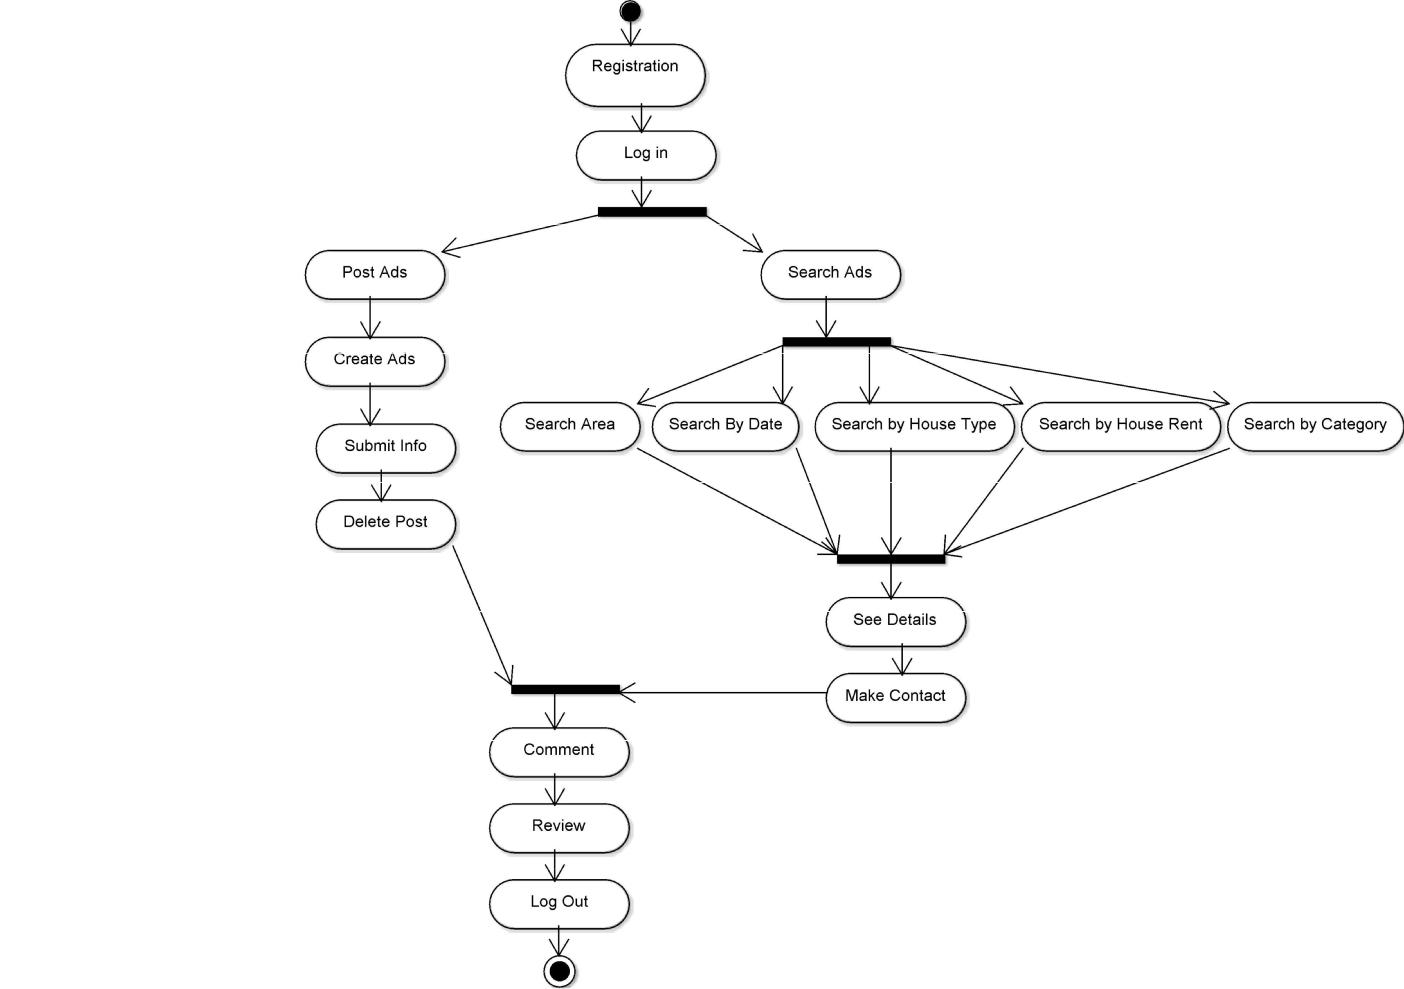 Registration
Log in
Post Ads
Search Ads
Create Ads
Search Area
Search By Date
Search by House Type
Search by House Rent
Search by Category
Submit Info
Delete Post
See Details
Make Contact
Comment
Review
Log Out